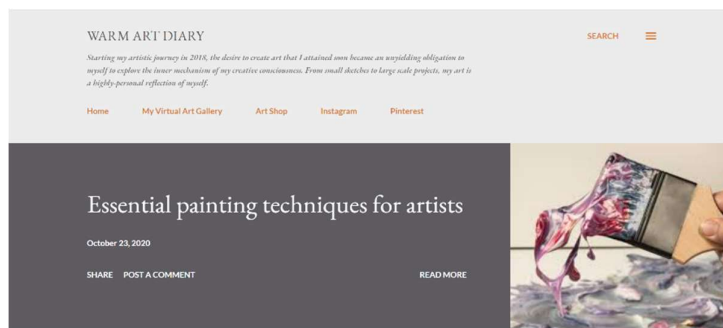 WARM ART DIARY
SEARCH
Starting my artistic journey in 2018, the desire to create art that I attained soon became an unyielding obligation to
myself to explore the inner mechanism of my creative consciousness. From small sketches to large scale projects, my art is
a highly-personal reflection of myself.
Home My Virtual Art Gallery Art Shop Instagram Pinterest
Essential painting techniques for artists
October 23, 2020
SHARE POST A COMMENT READ MORE